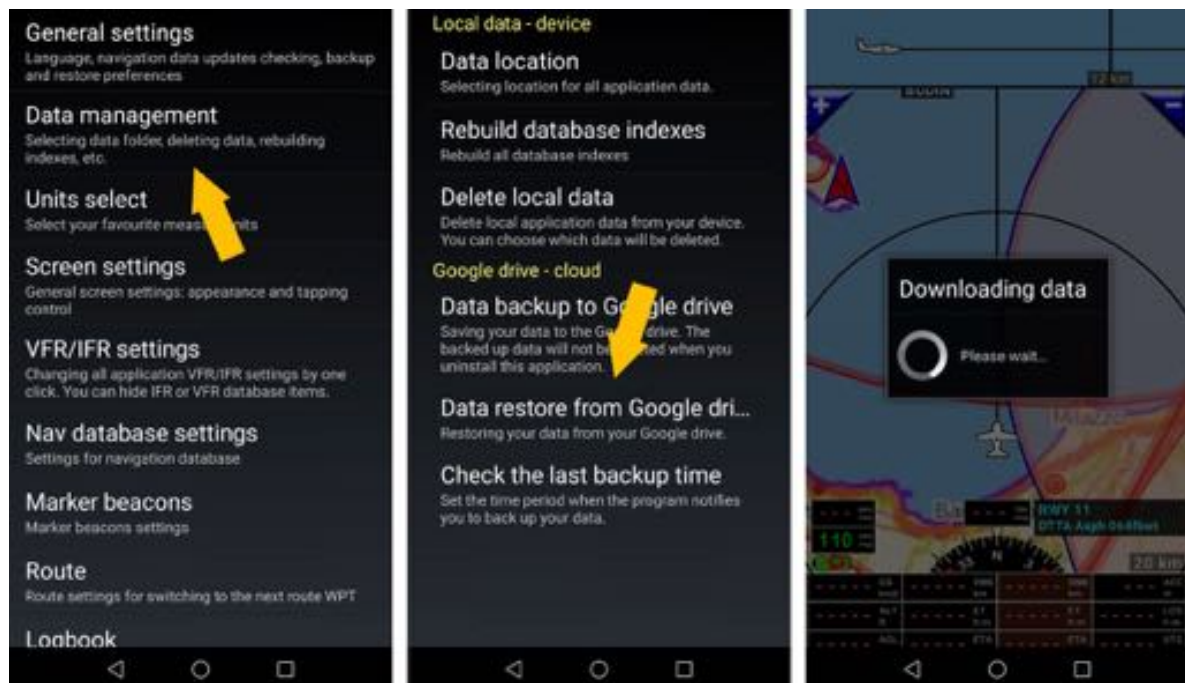 General settings
Language, navigation data updates checking, backup
and restore preferences
Data management
Selecting data folder, deleting data, rebuilding
indexes, etc.
Units select
Select your favourite
Screen settings
General screen settings: appearance and tapping
control
VFR/IFR settings
Changing all application VFR/IFR settings by one
click. You can hide IFR or VFR database items.
Nav database settings
Settings for navigation database
Marker beacons
Marker beacons settings
Route
Route settings for switching to the next route WPT
Logbook
Local data - device
Data location
Selecting location for all application data.
Rebuild database indexes
Rebuild all database indexes
Delete local data
Delete local application data from your device.
You can choose which data will be deleted.
Google drive - cloud
Data backup to Google drive
Saving your data to the drive. The
backed up data will not be when you
uninstall this application.
Data restore from Google dri...
Restoring your data from your Google drive.
Check the last backup time
Set the time period when the program notifies
you to back up your data.
12 km
+
-
Downloading data
Please wait...
RWY 11
110
N
20 km